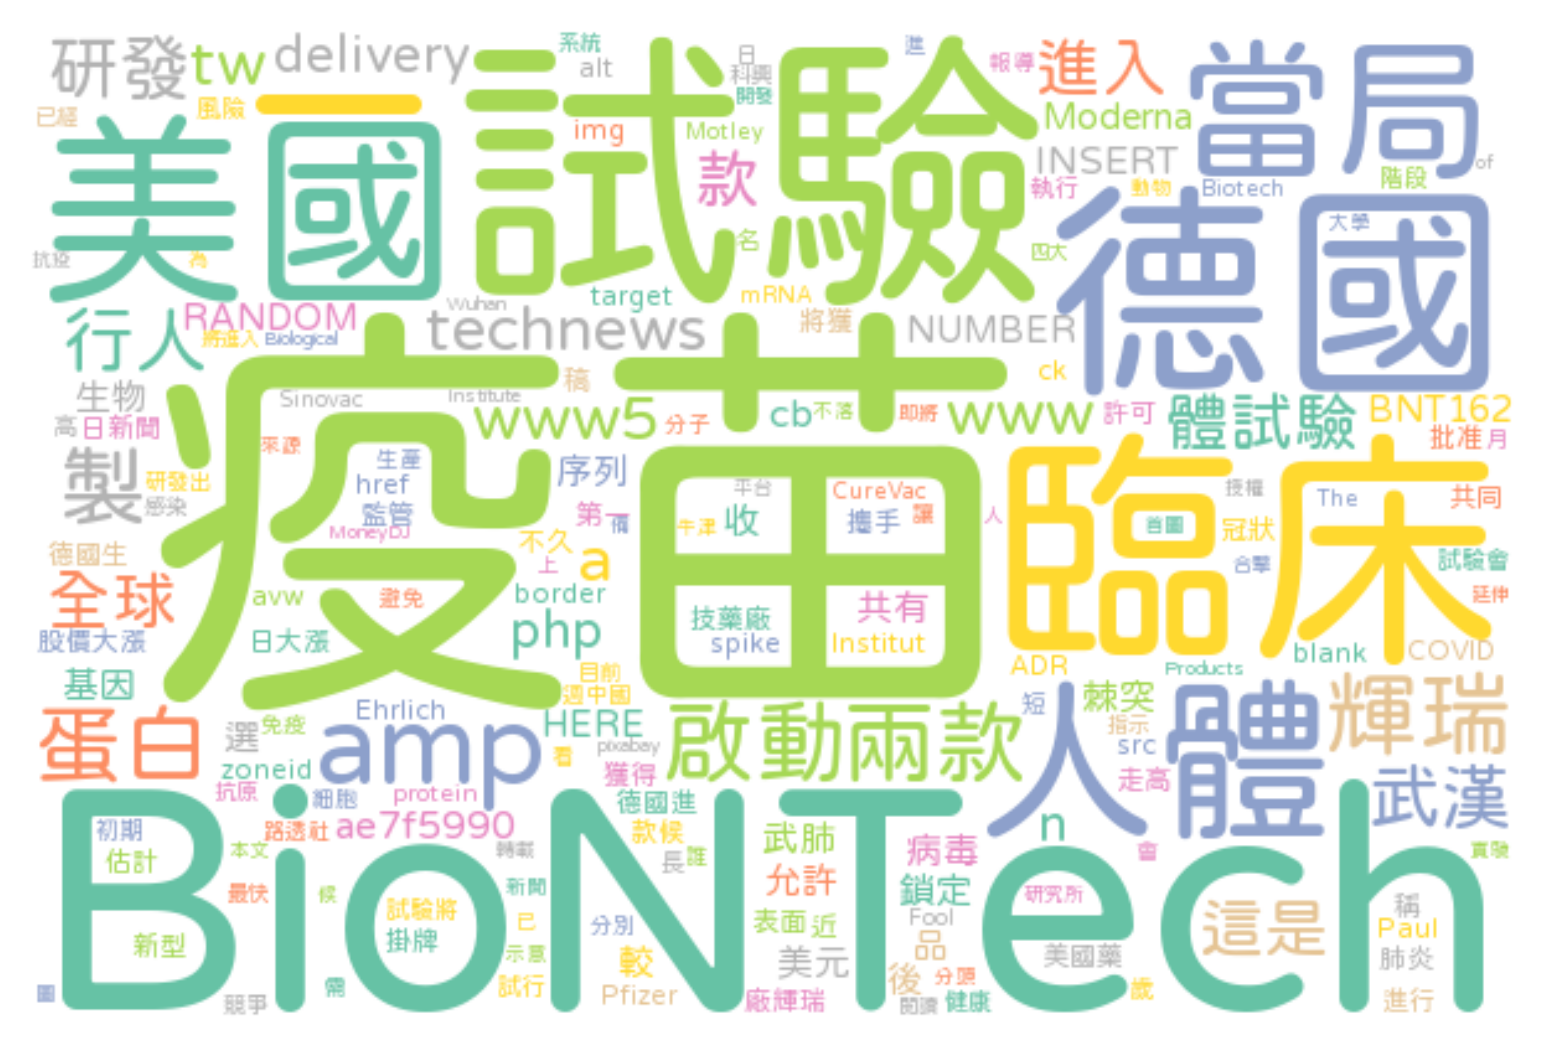 研發
tw
delivery
系統
alt
日
科興
開發
進
報導
進入
當局
已經
風險
一
試驗
img
Motley
Moderna
INSERT
of
美國
款
執行
動物
Biotech
階段
德國
大學
抗疫
為
名
四大
target
mRNA
將獲
RANDOM
Wuhan
technews
NUMBER
行人
將進入
Biological
ck
生物
Sinovac
Institute
稿
www5
分子
cb
不落
即將
www
許可
體試驗
BNT162
批准
月
高
日新聞
來源
疫苗
製
研發出
感染
生產
href
監管
MoneyDJ
序列
第一
備
平台
收
牛津
CureVac
攜手
讓
人
臨床
授權
首圖
冠狀
合擊
The
共同
試驗會
延伸
德國生
全球
股價大漲
avw
避免
日大漲
不久
上
a
border
php
技藥廠
spike
共有
Institut
ADR
Products
blank
COVID
基因
目前
週中國
蛋白
選
免疫
Ehrlich
amp
HERE
看
pixabay
獲得
啟動兩款
短
人體
棘突
指示
src
走高
輝瑞
zoneid
抗原
細胞
protein
德國進
武漢
BioNTech
初期
估計
路透社
ae7f5990
轉載
款候
長
誰
武肺
病毒
n
會
實驗
本文
最快
候
新聞
允許
鎖定
研究所
新型
試驗將
掛牌
已
示意
分別
表面
近
Fool
品
這是
稱
Paul
美元
美國藥
肺炎
圖
競爭
需
試行
較
Pfizer
廠輝瑞
後
分頭
閱讀
健康
歲
進行